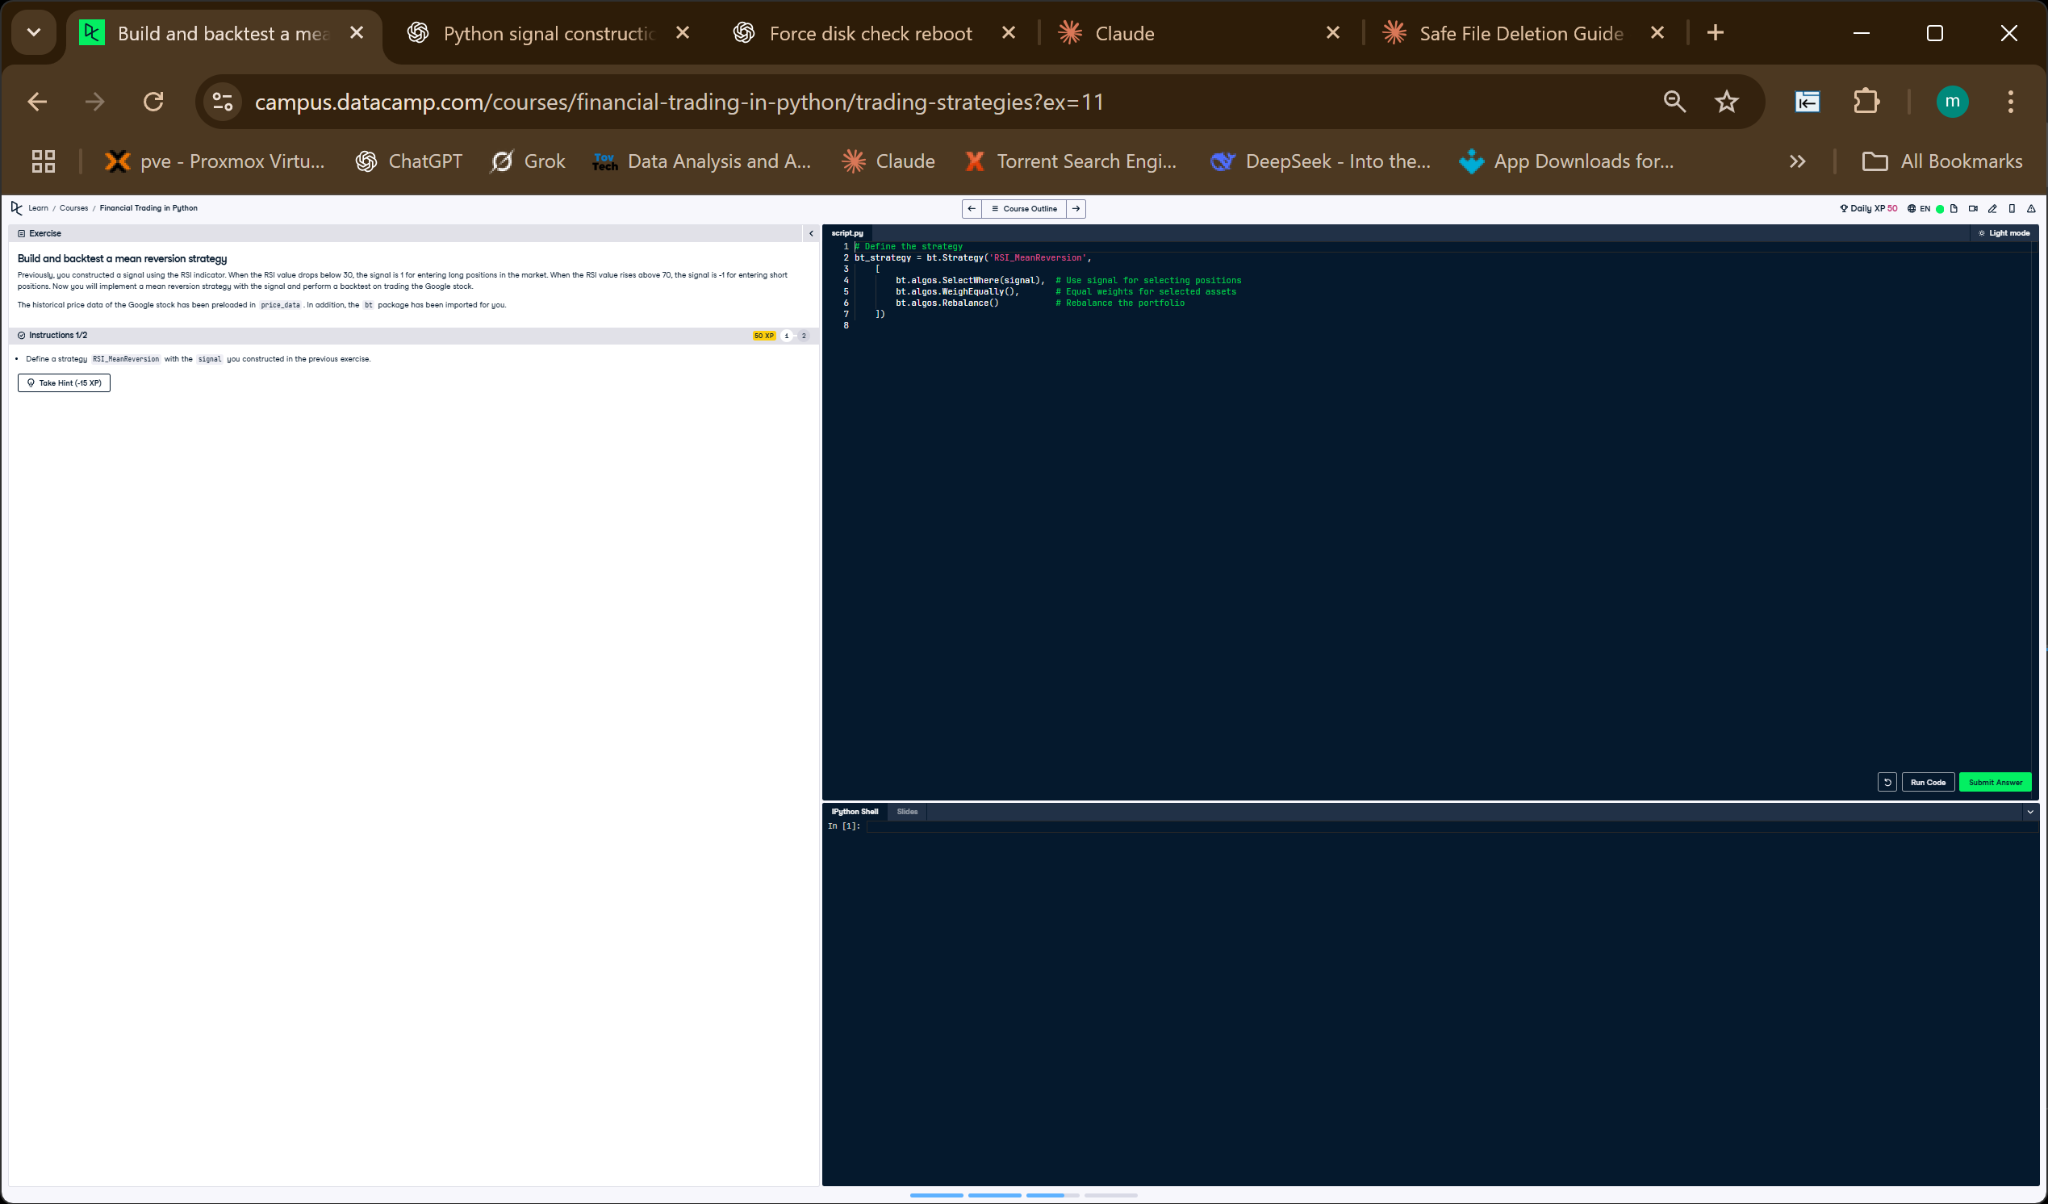 Build and backtest a mea
Python signal constructic
Force disk check reboot
Claude
Safe File Deletion Guide
campus.datacamp.com/courses/financial-trading-in-python/trading-strategies?ex=11
m
pve - Proxmox Virtu...
ChatGPT
Grok
Tov Tech
Data Analysis and A...
Claude
Torrent Search Engi...
DeepSeek - Into the...
App Downloads for...
All Bookmarks
Learn / Courses / Financial Trading in Python
Course Outline
Daily XP 50
EN
Exercise
Build and backtest a mean reversion strategy
Previously, you constructed a signal using the RSI indicator. When the RSI value drops below 30, the signal is 1 for entering long positions in the market. When the RSI value rises above 70, the signal is -1 for entering short
positions. Now you will implement a mean reversion strategy with the signal and perform a backtest on trading the Google stock.
The historical price data of the Google stock has been preloaded in price_data. In addition, the bt package has been imported for you.
Instructions 1/2
50 XP
1
2
Define a strategy RSI_MeanReversion with the signal you constructed in the previous exercise.
Take Hint (-15 XP)
script.py
Light mode
1 # Define the strategy
2 bt_strategy = bt.Strategy('RSI_MeanReversion',
3 [
4 bt.algos.SelectWhere(signal), # Use signal for selecting positions
5 bt.algos.WeighEqually(), # Equal weights for selected assets
6 bt.algos.Rebalance() # Rebalance the portfolio
7 ])
8
Run Code
Submit Answer
IPython Shell
Slides
In [1]: